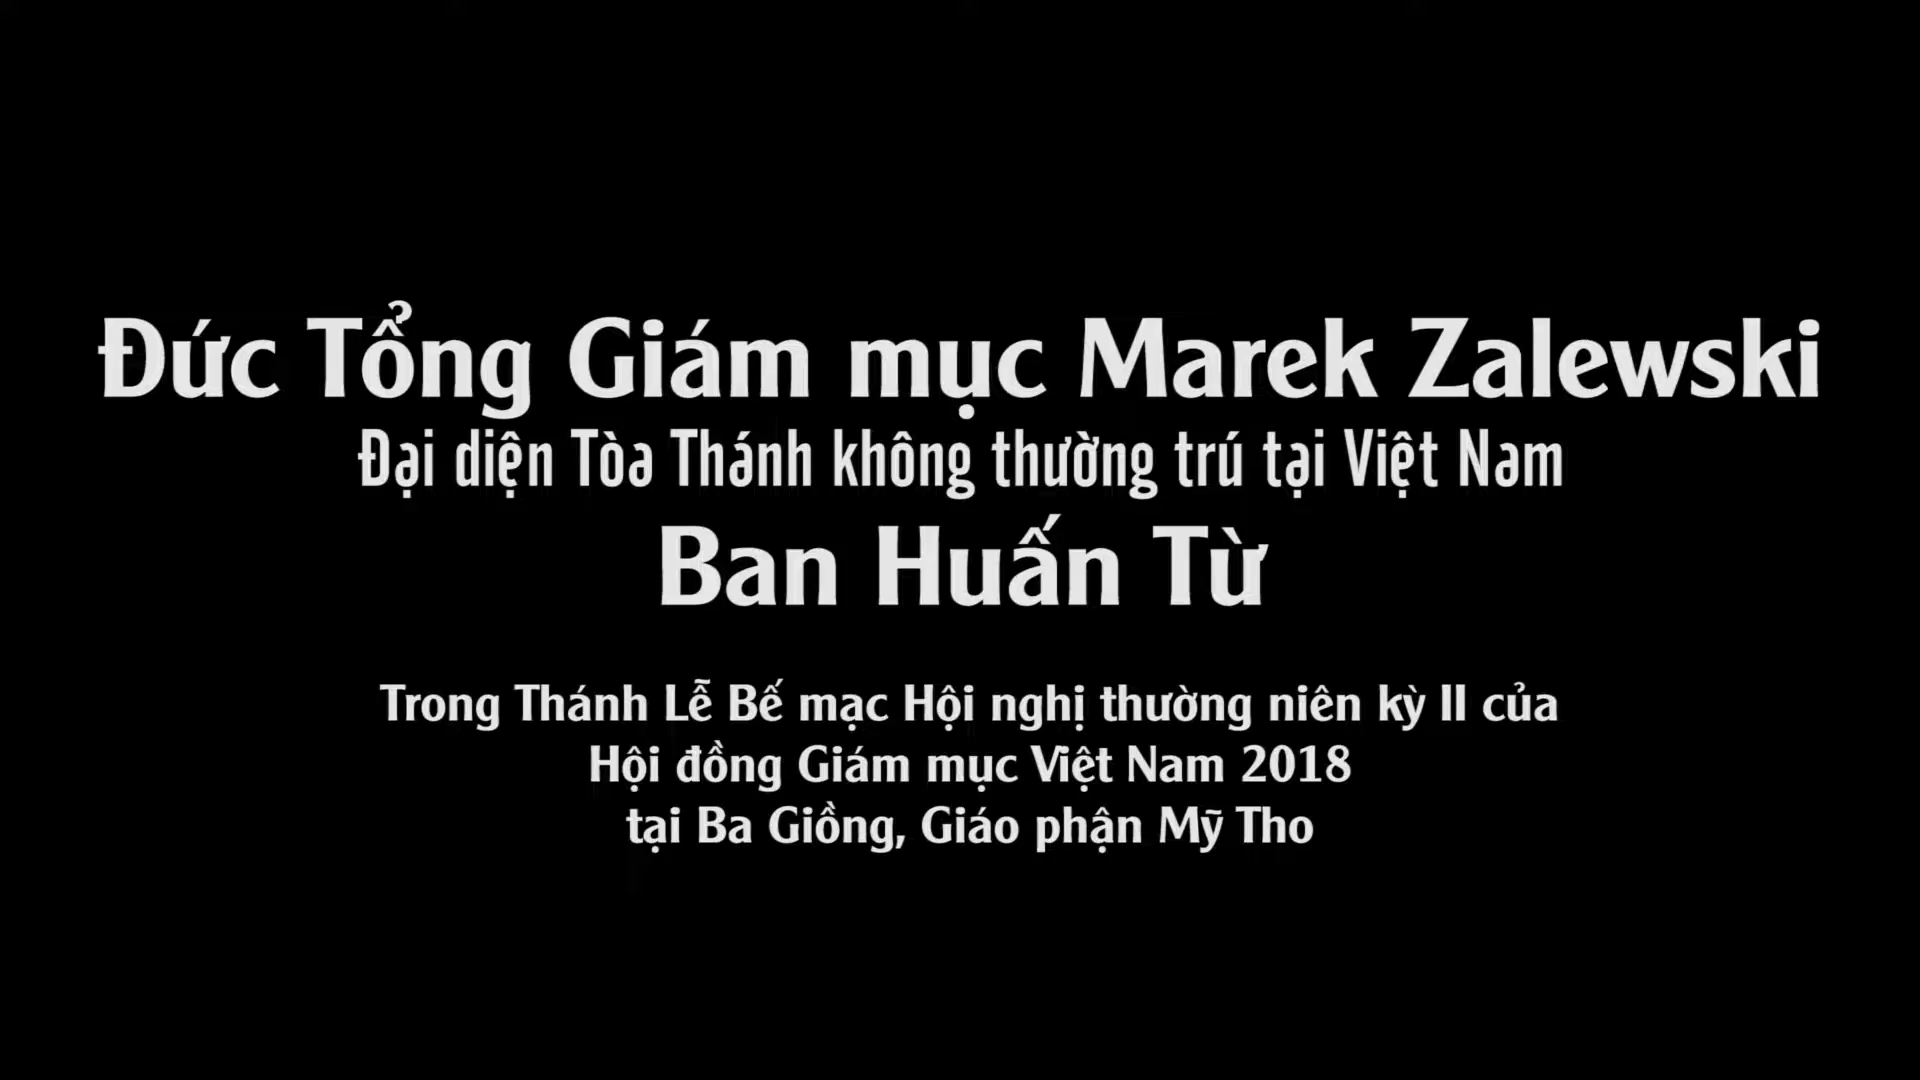 Đức Tổng Giám mục Marek Zalewski
Đại diện Tòa Thánh không thường trú tại Việt Nam
Ban Huấn Từ
Trong Thánh Lễ Bế mạc Hội nghị thường niên kỳ II của
Hội đồng Giám mục Việt Nam 2018
tại Ba Giồng, Giáo phận Mỹ Tho